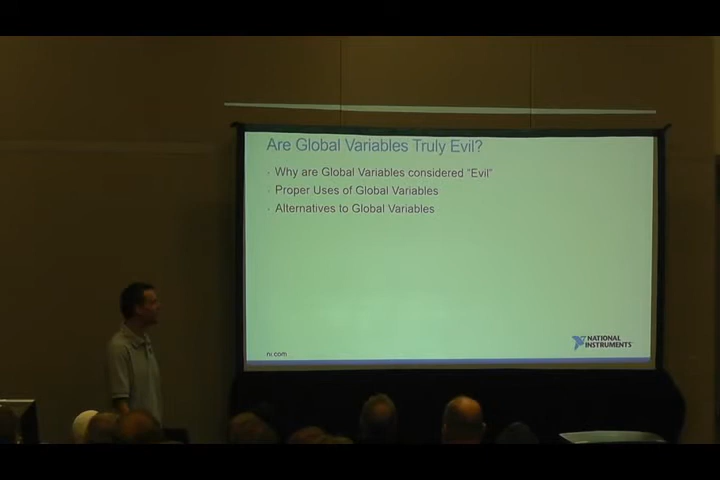 Are Global Variables Truly Evil?
Why are Global Variables considered "Evil"
Proper Uses of Global Variables
Alternatives to Global Variables
NATIONAL
INSTRUMENTS
ni.com